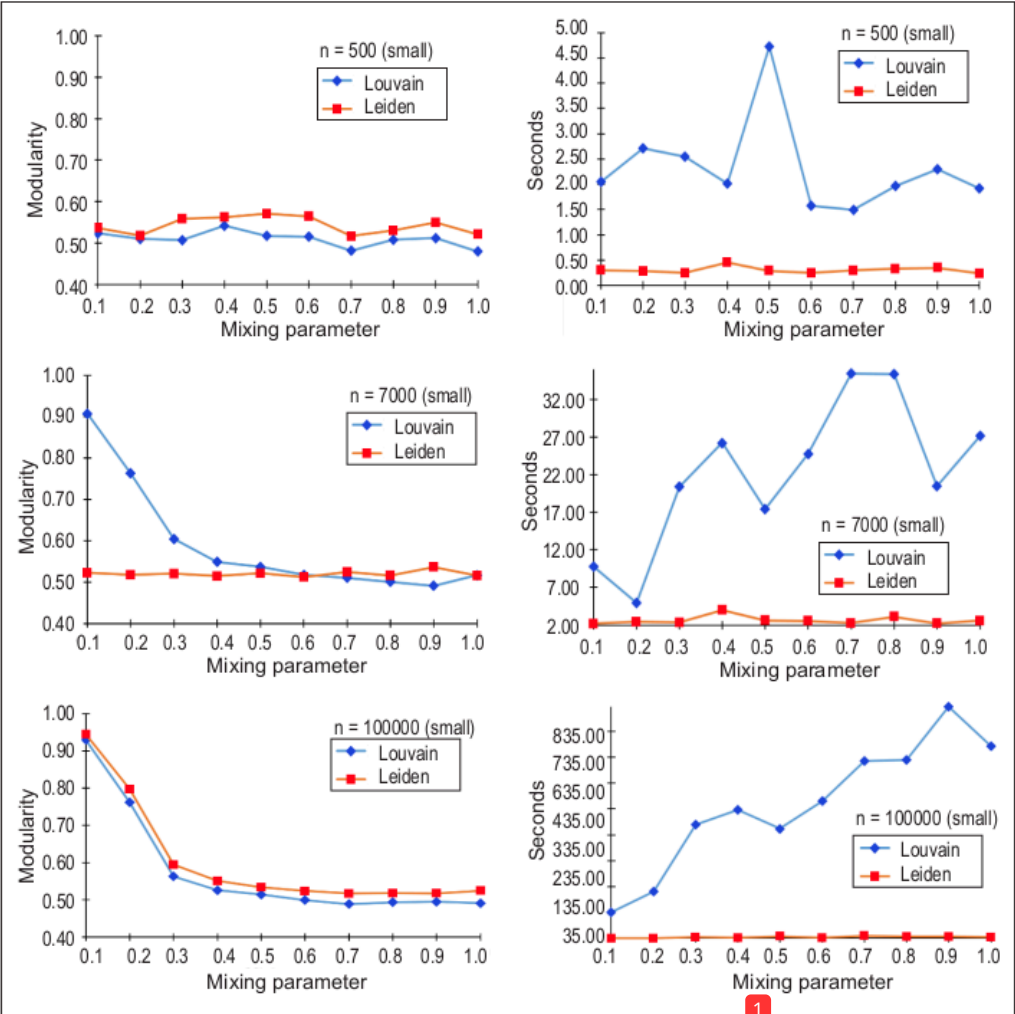 1.00
0.90
0.80
0.70
0.60
0.50
0.40
Modularity
n = 500 (small)
Louvain
Leiden
0.1 0.2 0.3 0.4 0.5 0.6 0.7 0.8 0.9 1.0
Mixing parameter
5.00
4.50
4.00
3.50
3.00
2.50
2.00
1.50
1.00
0.50
0.00
Seconds
n = 500 (small)
Louvain
Leiden
0.1 0.2 0.3 0.4 0.5 0.6 0.7 0.8 0.9 1.0
Mixing parameter
1.00
0.90
0.80
0.70
0.60
0.50
0.40
Modularity
n = 7000 (small)
Louvain
Leiden
0.1 0.2 0.3 0.4 0.5 0.6 0.7 0.8 0.9 1.0
Mixing parameter
32.00
27.00
22.00
17.00
12.00
7.00
2.00
Seconds
n = 7000 (small)
Louvain
Leiden
0.1 0.2 0.3 0.4 0.5 0.6 0.7 0.8 0.9 1.0
Mixing parameter
1.00
0.90
0.80
0.70
0.60
0.50
0.40
Modularity
n = 100000 (small)
Louvain
Leiden
0.1 0.2 0.3 0.4 0.5 0.6 0.7 0.8 0.9 1.0
Mixing parameter
835.00
735.00
635.00
435.00
335.00
235.00
135.00
35.00
Seconds
n = 100000 (small)
Louvain
Leiden
0.1 0.2 0.3 0.4 0.5 0.6 0.7 0.8 0.9 1.0
Mixing parameter
1